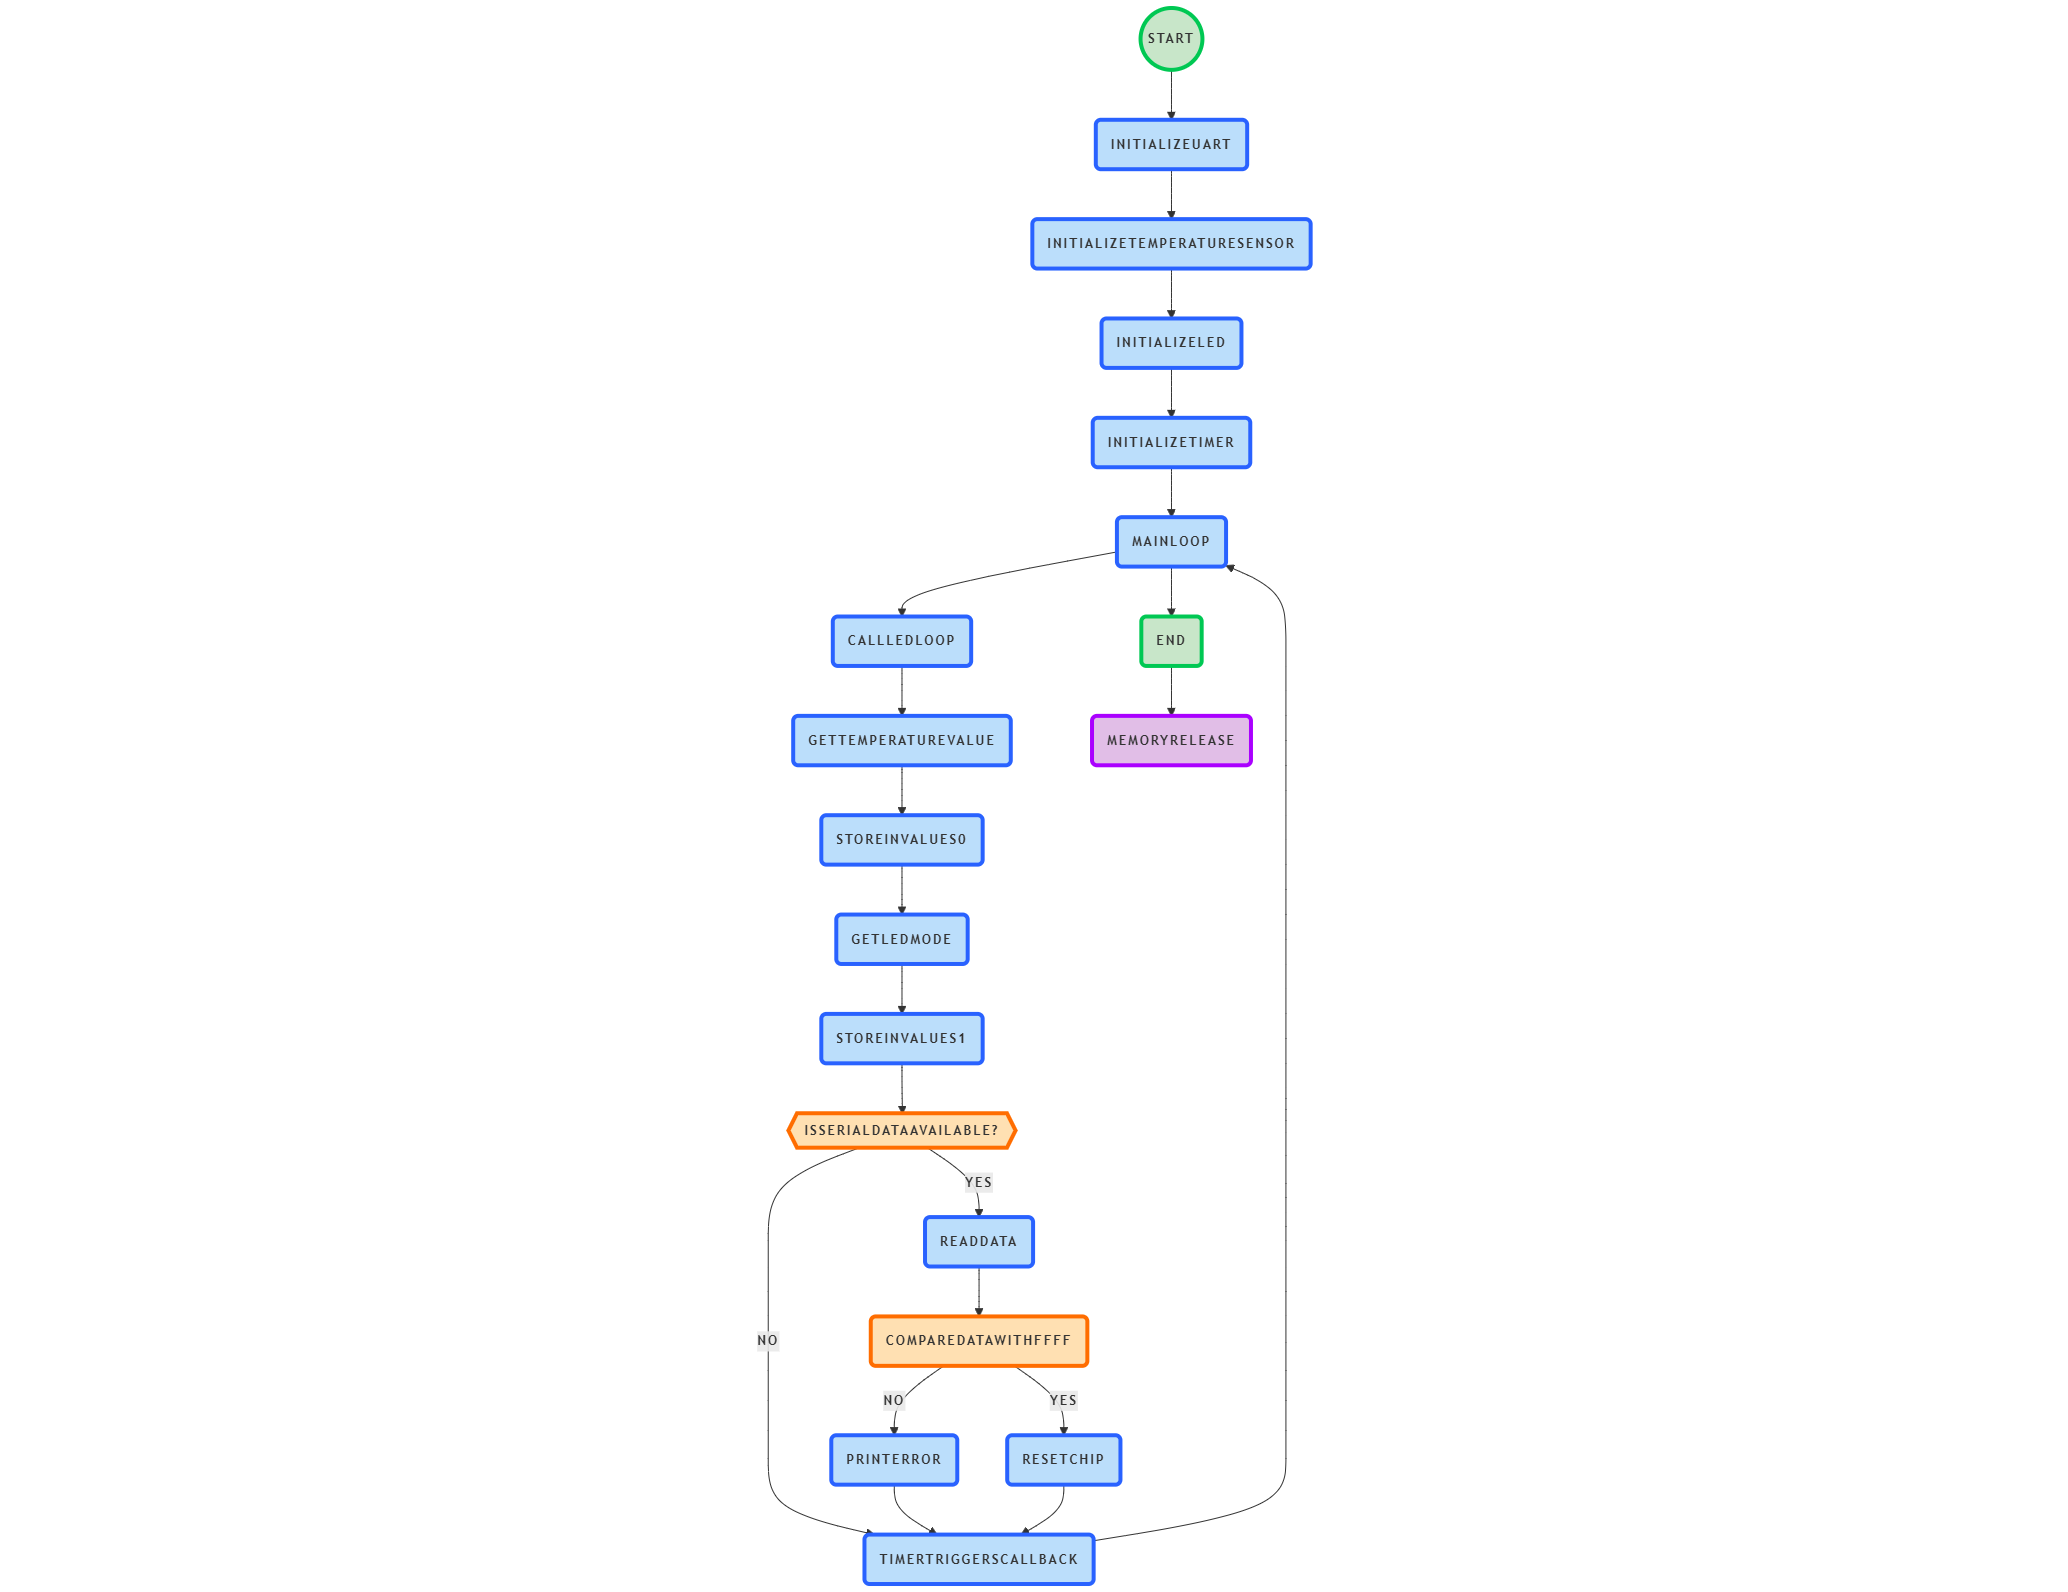 START
INITIALIZEUART
INITIALIZETEMPERATURESENSOR
INITIALIZELED
INITIALIZETIMER
MAINLOOP
CALLLEDLOOP
END
GETTEMPERATUREVALUE
MEMORYRELEASE
STOREINVALUES0
GETLEDMODE
STOREINVALUES1
ISSERIALDATAAVAILABLE?
YES
READDATA
NO
COMPAREDATAWITHFFFF
NO
YES
PRINTERROR
RESETCHIP
TIMERTRIGGERSCALLBACK